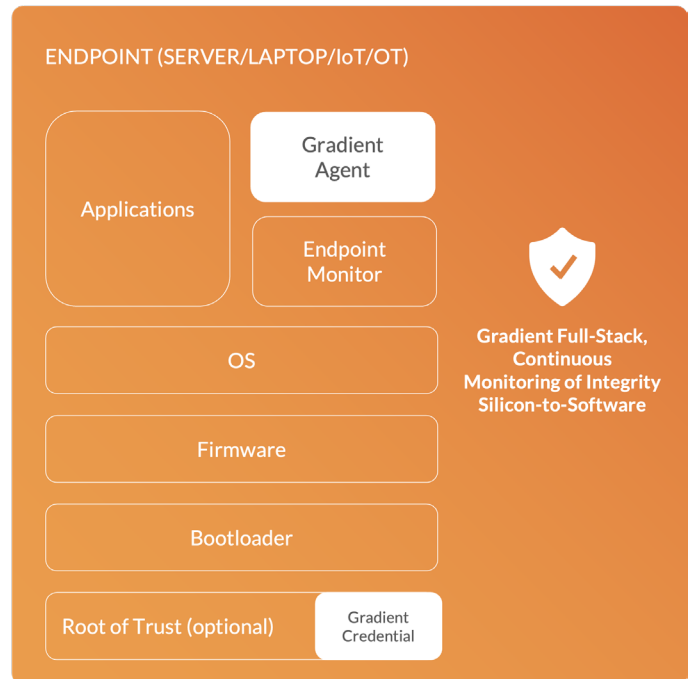 ENDPOINT (SERVER/LAPTOP/IoT/OT)
Applications
Gradient
Agent
Endpoint
Monitor
OS
Firmware
Bootloader
Root of Trust (optional)
Gradient
Credential
Gradient Full-Stack,
Continuous
Monitoring of Integrity
Silicon-to-Software